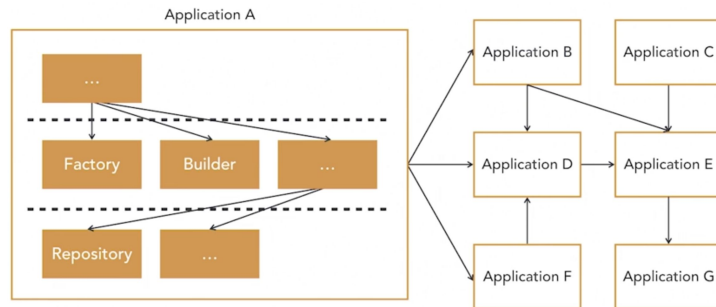 Application A
...
Factory
Builder
...
Repository
...
Application B
Application C
Application D
Application E
Application F
Application G